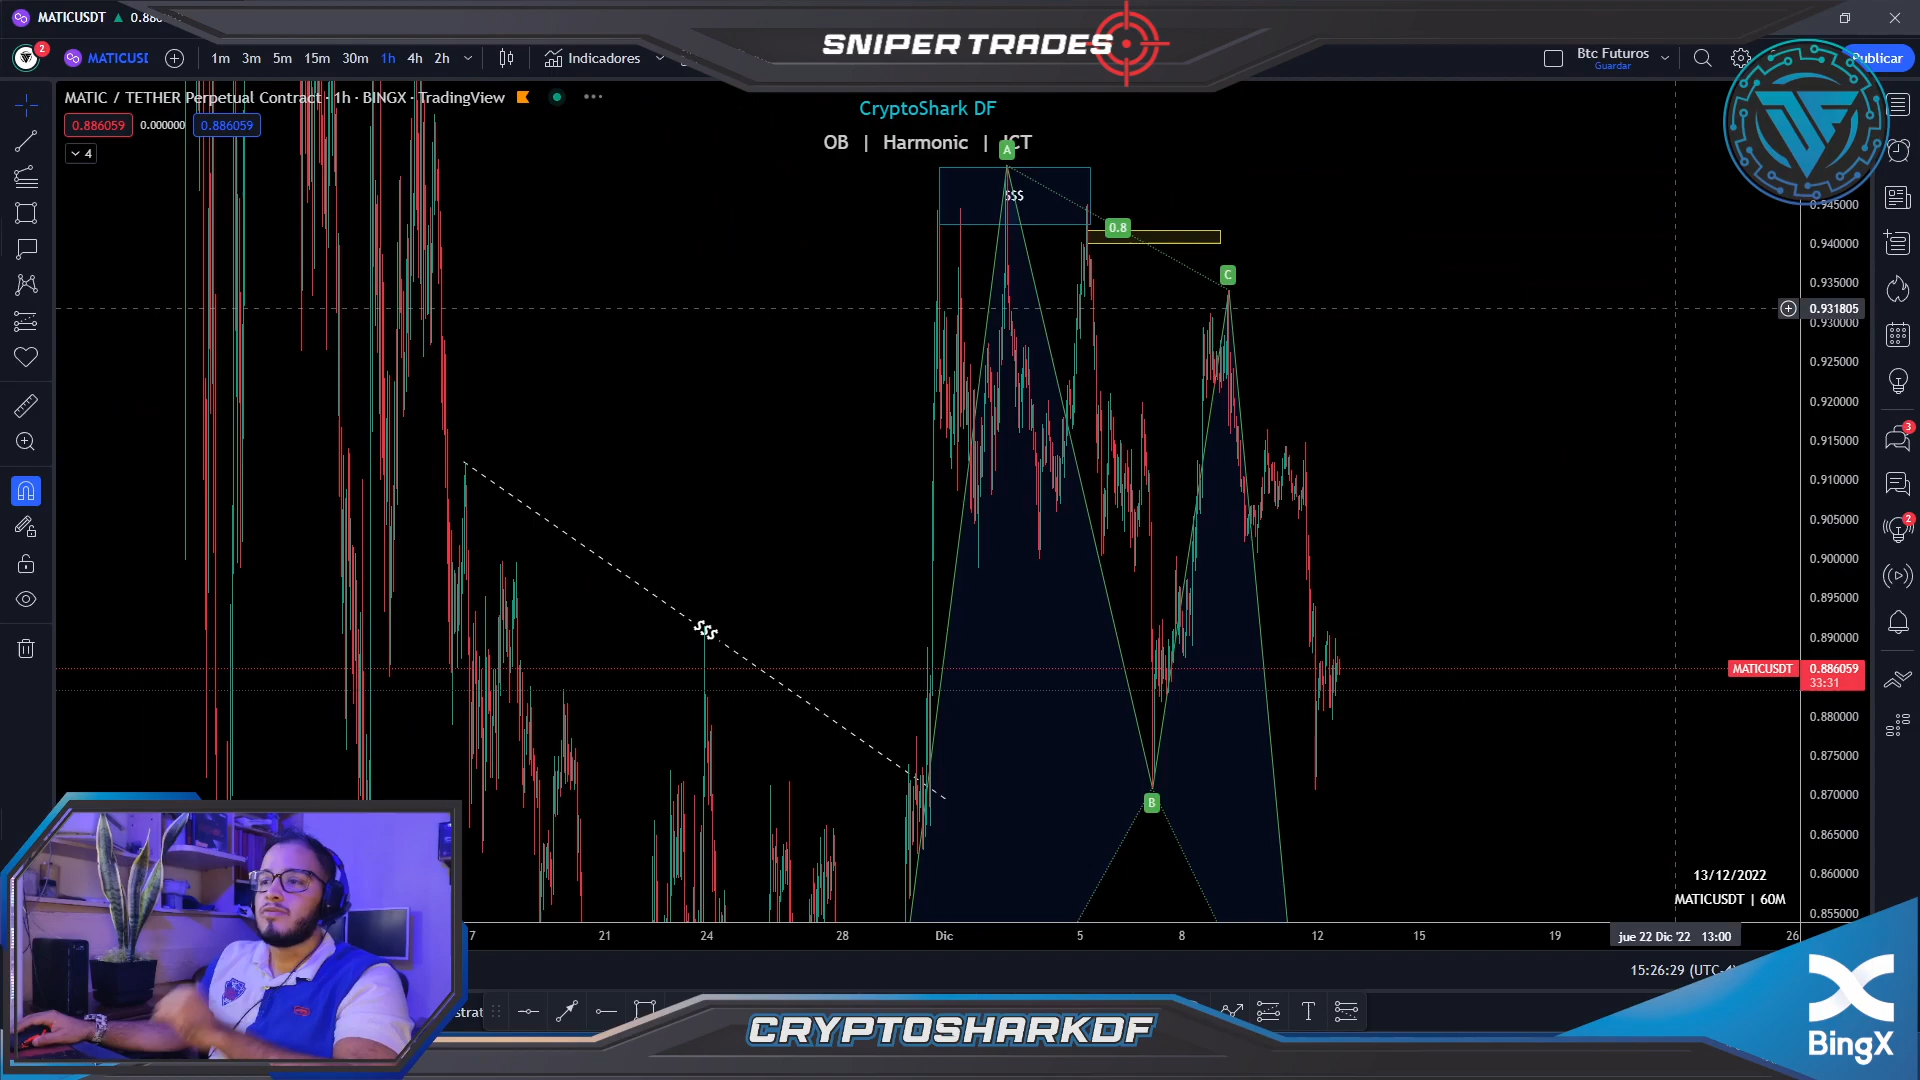 MATICUSDT ▲
SNIPER TRADES
2
1m 3m 5m 15m 30m 1h 4h 2h
Indicadores
Btc Futuros
Guardar
MATIC / TETHER Perpetual Contract · 1h · BINGX · TradingView
0.886059 0.000000 0.886059
4
CryptoShark DF
OB | Harmonic |
A
$$$
0.8
C
B
$$$
0.945000
0.940000
0.935000
0.931805
0.930000
0.925000
0.920000
0.915000
0.910000
0.905000
0.900000
0.895000
0.890000
MATICUSDT 0.886059
33:31
0.880000
0.875000
0.870000
0.865000
0.860000
0.855000
3
2
13/12/2022
MATICUSDT | 60M
7 21 24 28 Dic 5 8 12 15 19 jue 22 Dic '22 13:00 26
15:26:29
CRYPTOSHARKDF
BingX